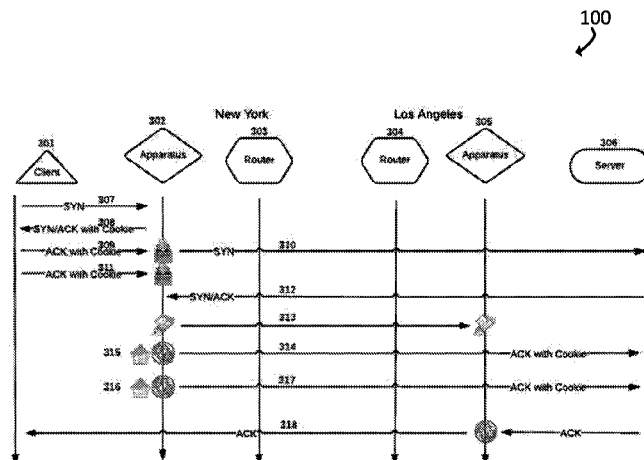 100
New York
Los Angeles
301
Client
302
Apparatus
303
Router
304
Router
305
Apparatus
306
Server
307
SYN
308
SYN/ACK with Cookie
309
ACK with Cookie
310
SYN
311
ACK with Cookie
312
SYN/ACK
313
315
314
ACK with Cookie
316
317
ACK with Cookie
318
ACK
ACK